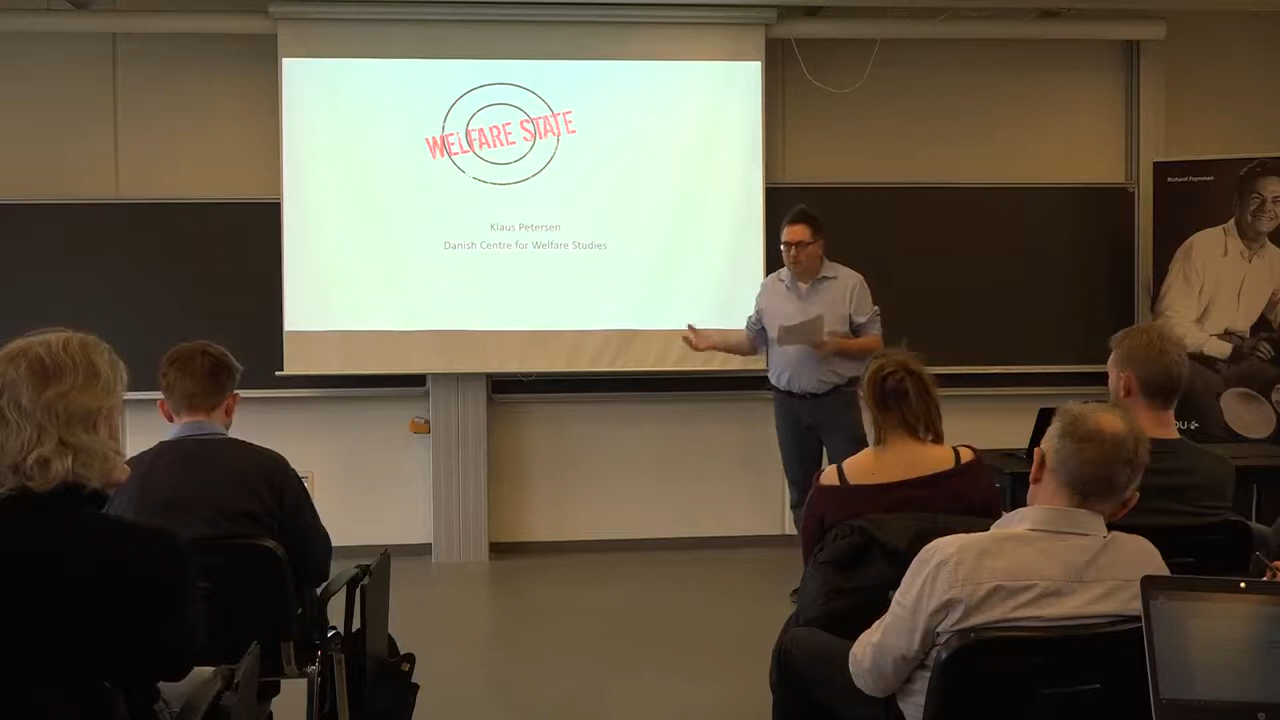 WELFARE STATE
Klaus Petersen
Danish Centre for Welfare Studies
Richard Feynman